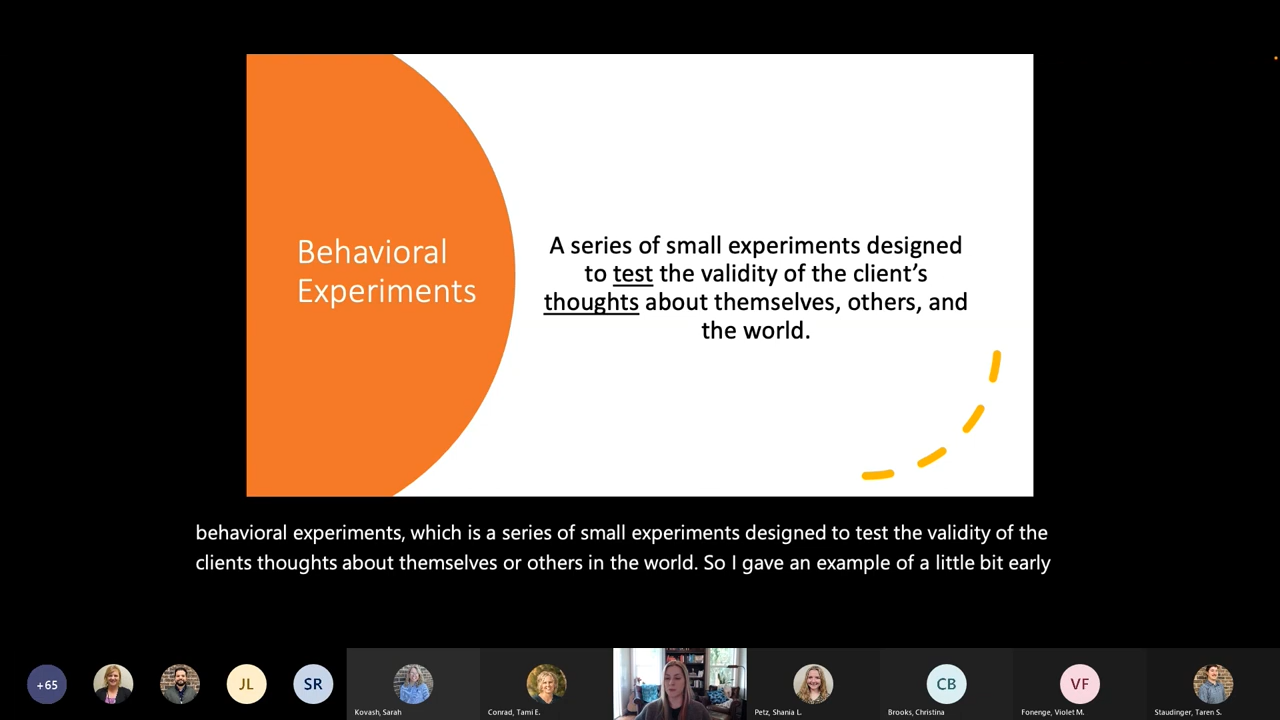 Behavioral
Experiments
A series of small experiments designed
to test the validity of the client’s
thoughts about themselves, others, and
the world.
behavioral experiments, which is a series of small experiments designed to test the validity of the
clients thoughts about themselves or others in the world. So I gave an example of a little bit early
+65
JL
SR
Kovash, Sarah
Conrad, Tami E.
Petz, Shania L.
CB
Brooks, Christina
VF
Fonenge, Violet M.
Staudinger, Taren S.